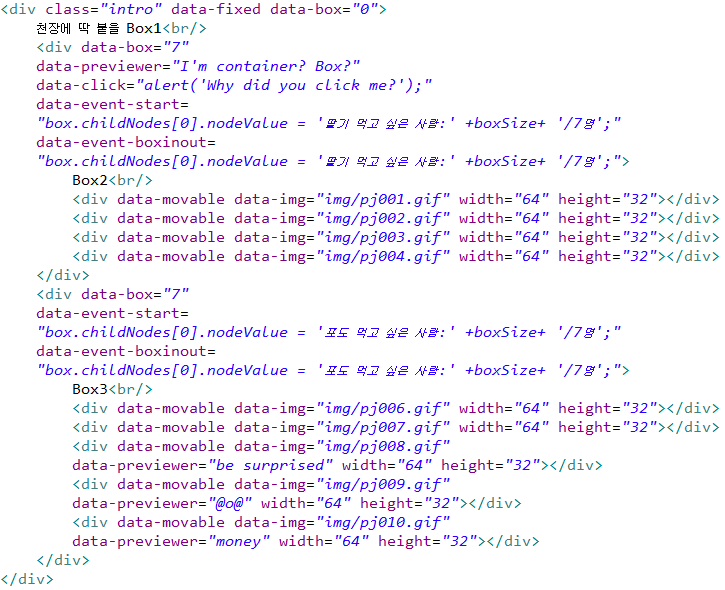 <div class="intro" data-fixed data-box="0">
천장에 딱 붙을 Box1<br/>
<div data-box="7"
data-previewer="I'm container? Box?"
data-click="alert('Why did you click me?');"
data-event-start=
"box.childNodes[0].nodeValue = '딸기 먹고 싶은 사람:' +boxSize+ '/7명';"
data-event-boxinout=
"box.childNodes[0].nodeValue = '딸기 먹고 싶은 사람:' +boxSize+ '/7명';">
Box2<br/>
<div data-movable data-img="img/pj001.gif" width="64" height="32"></div>
<div data-movable data-img="img/pj002.gif" width="64" height="32"></div>
<div data-movable data-img="img/pj003.gif" width="64" height="32"></div>
<div data-movable data-img="img/pj004.gif" width="64" height="32"></div>
</div>
<div data-box="7"
data-event-start=
"box.childNodes[0].nodeValue = '포도 먹고 싶은 사람:' +boxSize+ '/7명';"
data-event-boxinout=
"box.childNodes[0].nodeValue = '포도 먹고 싶은 사람:' +boxSize+ '/7명';">
Box3<br/>
<div data-movable data-img="img/pj006.gif" width="64" height="32"></div>
<div data-movable data-img="img/pj007.gif" width="64" height="32"></div>
<div data-movable data-img="img/pj008.gif"
data-previewer="be surprised" width="64" height="32"></div>
<div data-movable data-img="img/pj009.gif"
data-previewer="@o@" width="64" height="32"></div>
<div data-movable data-img="img/pj010.gif"
data-previewer="money" width="64" height="32"></div>
</div>
</div>